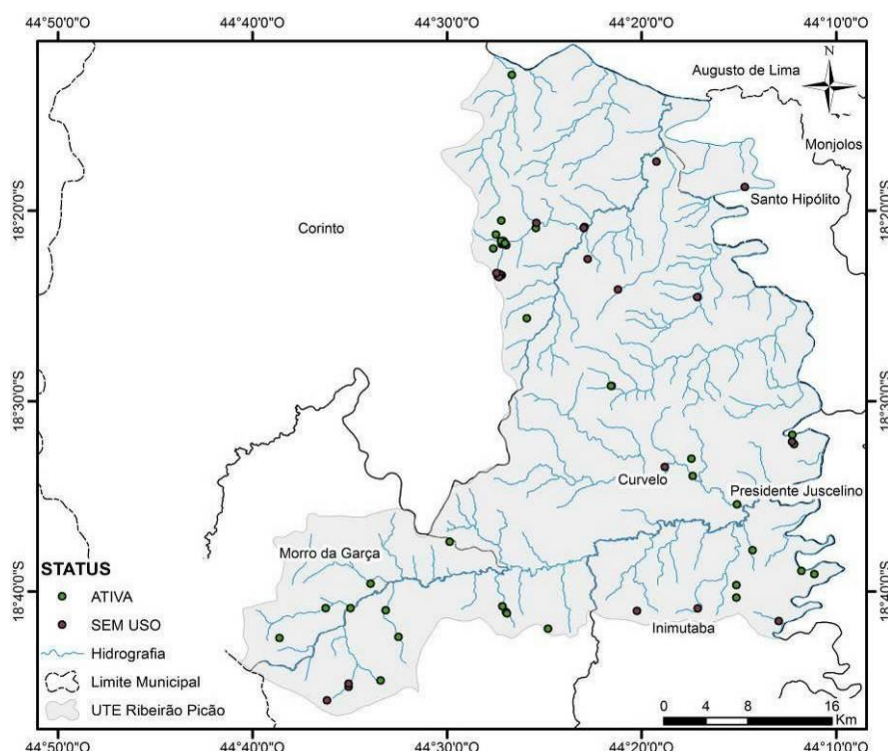 44°50'0"O 44°40'0"O 44°30'0"O 44°20'0"O 44°10'0"O
N
Augusto de Lima
Monjolos
18°20'0"S 18°20'0"S
Santo Hipólito
Corinto
18°30'0"S 18°30'0"S
Curvelo
Presidente Juscelino
Morro da Garça
18°40'0"S 18°40'0"S
Inimutaba
STATUS
ATIVA
SEM USO
Hidrografia
Limite Municipal
UTE Ribeirão Picão
0 4 8 16
Km
44°50'0"O 44°40'0"O 44°30'0"O 44°20'0"O 44°10'0"O